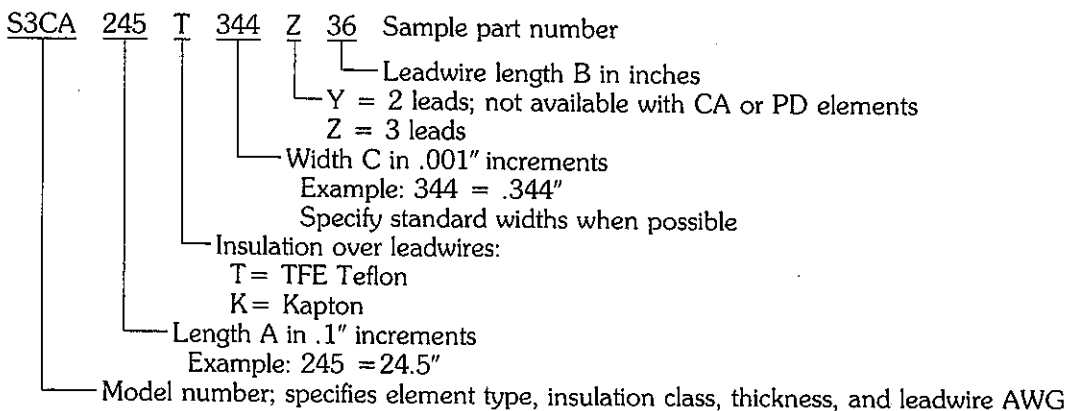 S3CA 245 T 344 Z 36 Sample part number
Leadwire length B in inches
Y = 2 leads; not available with CA or PD elements
Z = 3 leads
Width C in .001" increments
Example: 344 = .344"
Specify standard widths when possible
Insulation over leadwires:
T= TFE Teflon
K= Kapton
Length A in .1" increments
Example: 245 =24.5"
Model number; specifies element type, insulation class, thickness, and leadwire AWG